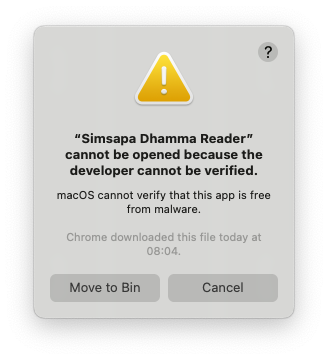 ?
“Simsapa Dhamma Reader”
cannot be opened because the
developer cannot be verified.
macOS cannot verify that this app is free
from malware.
Chrome downloaded this file today at
08:04.
Move to Bin
Cancel